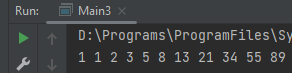 Run: Main3
D:\Programs\ProgramFiles\Sy
1 1 2 3 5 8 13 21 34 55 89